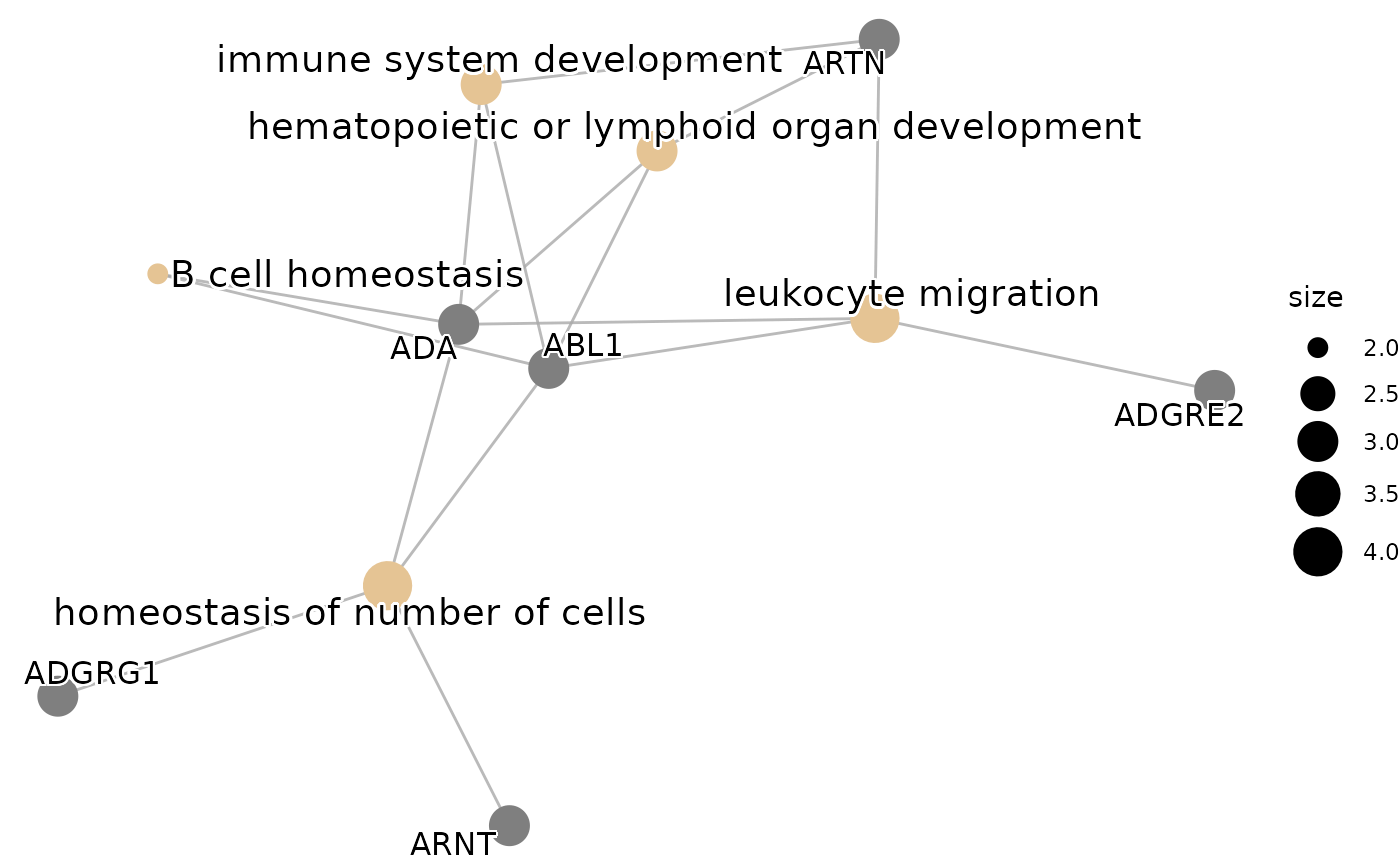 immune system development
ARTN
hematopoietic or lymphoid organ development
B cell homeostasis
leukocyte migration
size
ADA
ABL1
2.0
2.5
ADGRE2
3.0
3.5
4.0
homeostasis of number of cells
ADGRG1
ARNT